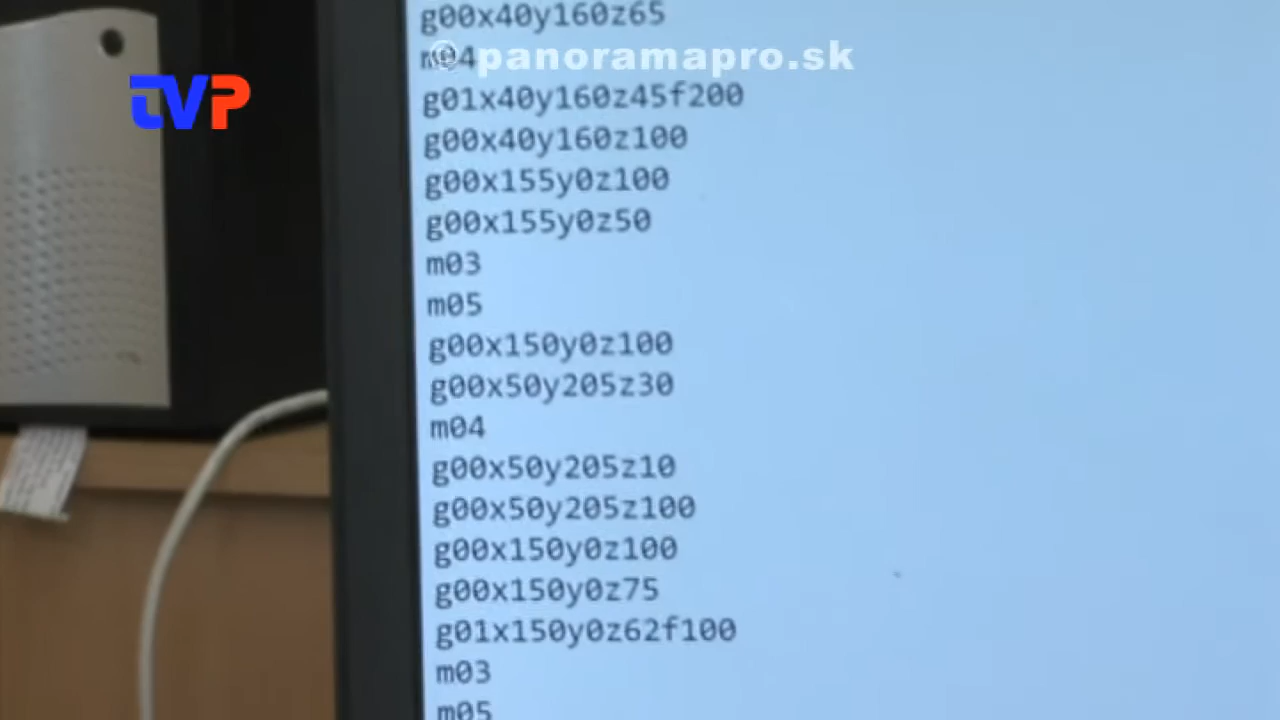 g00x40y160z65
© panoramapro.sk
m04
TVP
g01x40y160z45f200
g00x40y160z100
g00x155y0z100
g00x155y0z50
m03
m05
g00x150y0z100
g00x50y205z30
m04
g00x50y205z10
g00x50y205z100
g00x150y0z100
g00x150y0z75
g01x150y0z62f100
m03
m05